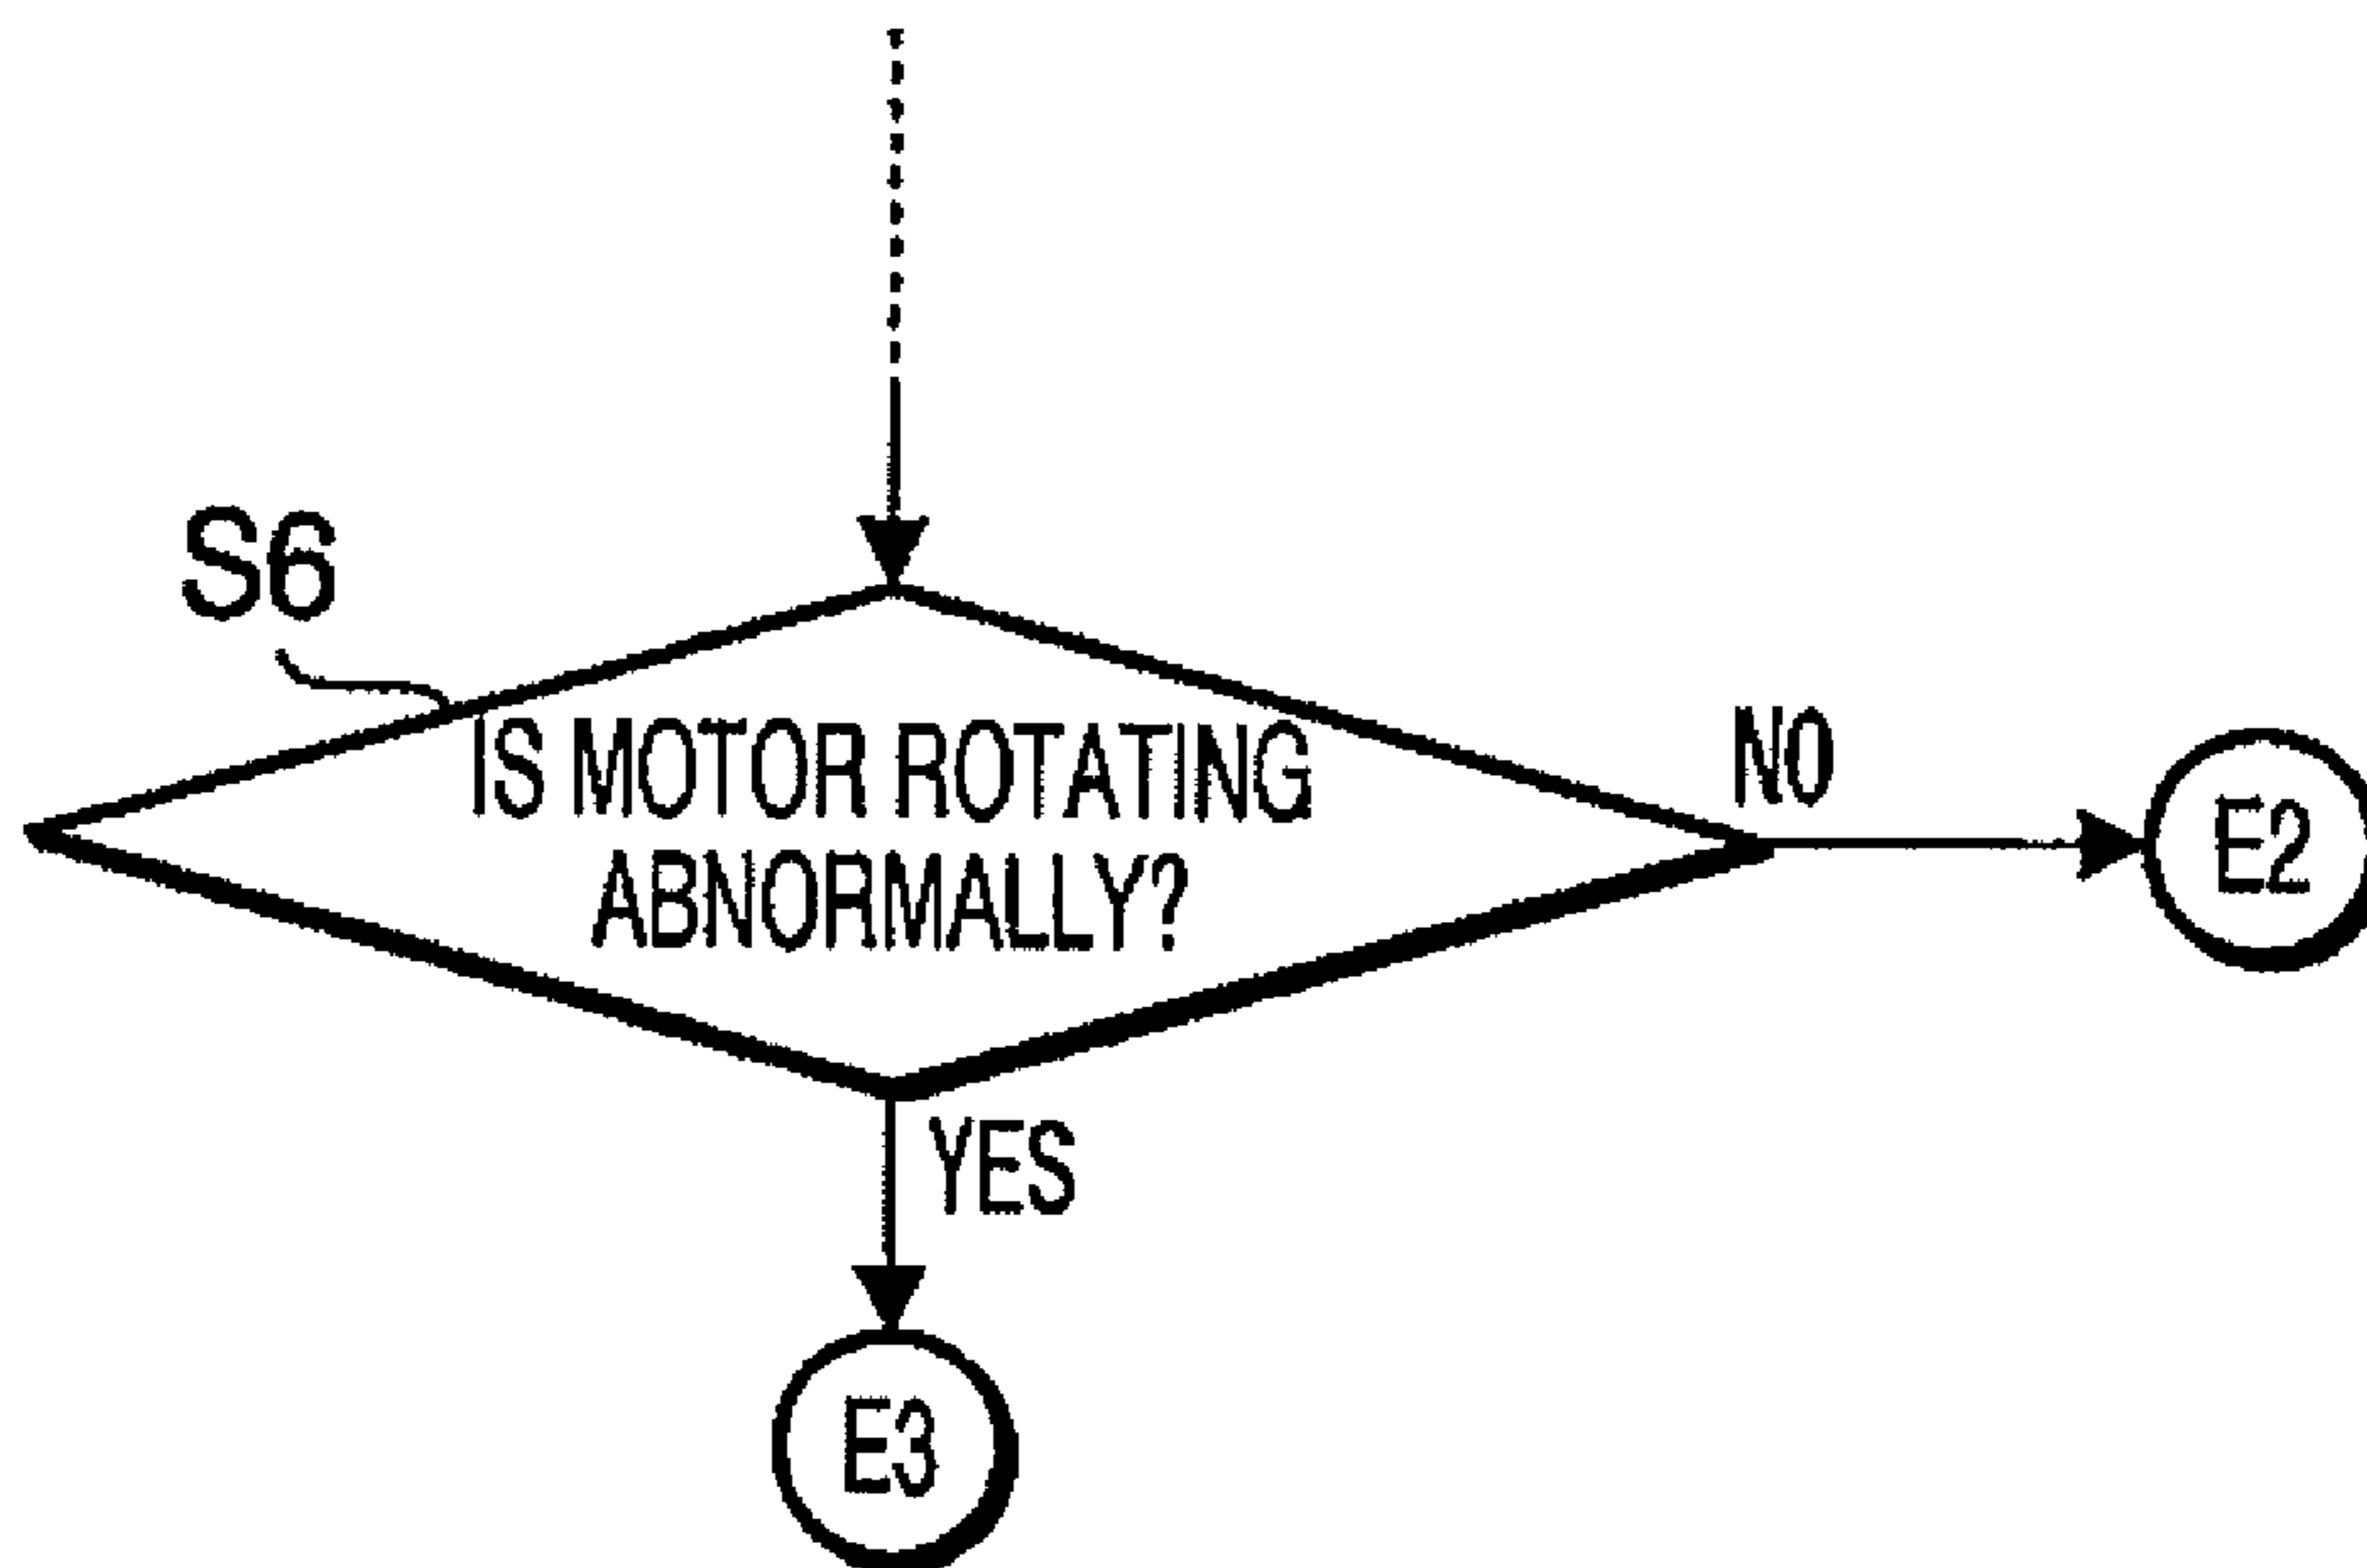 S6
IS MOTOR ROTATING
ABNORMALLY?
NO
E2
YES
E3